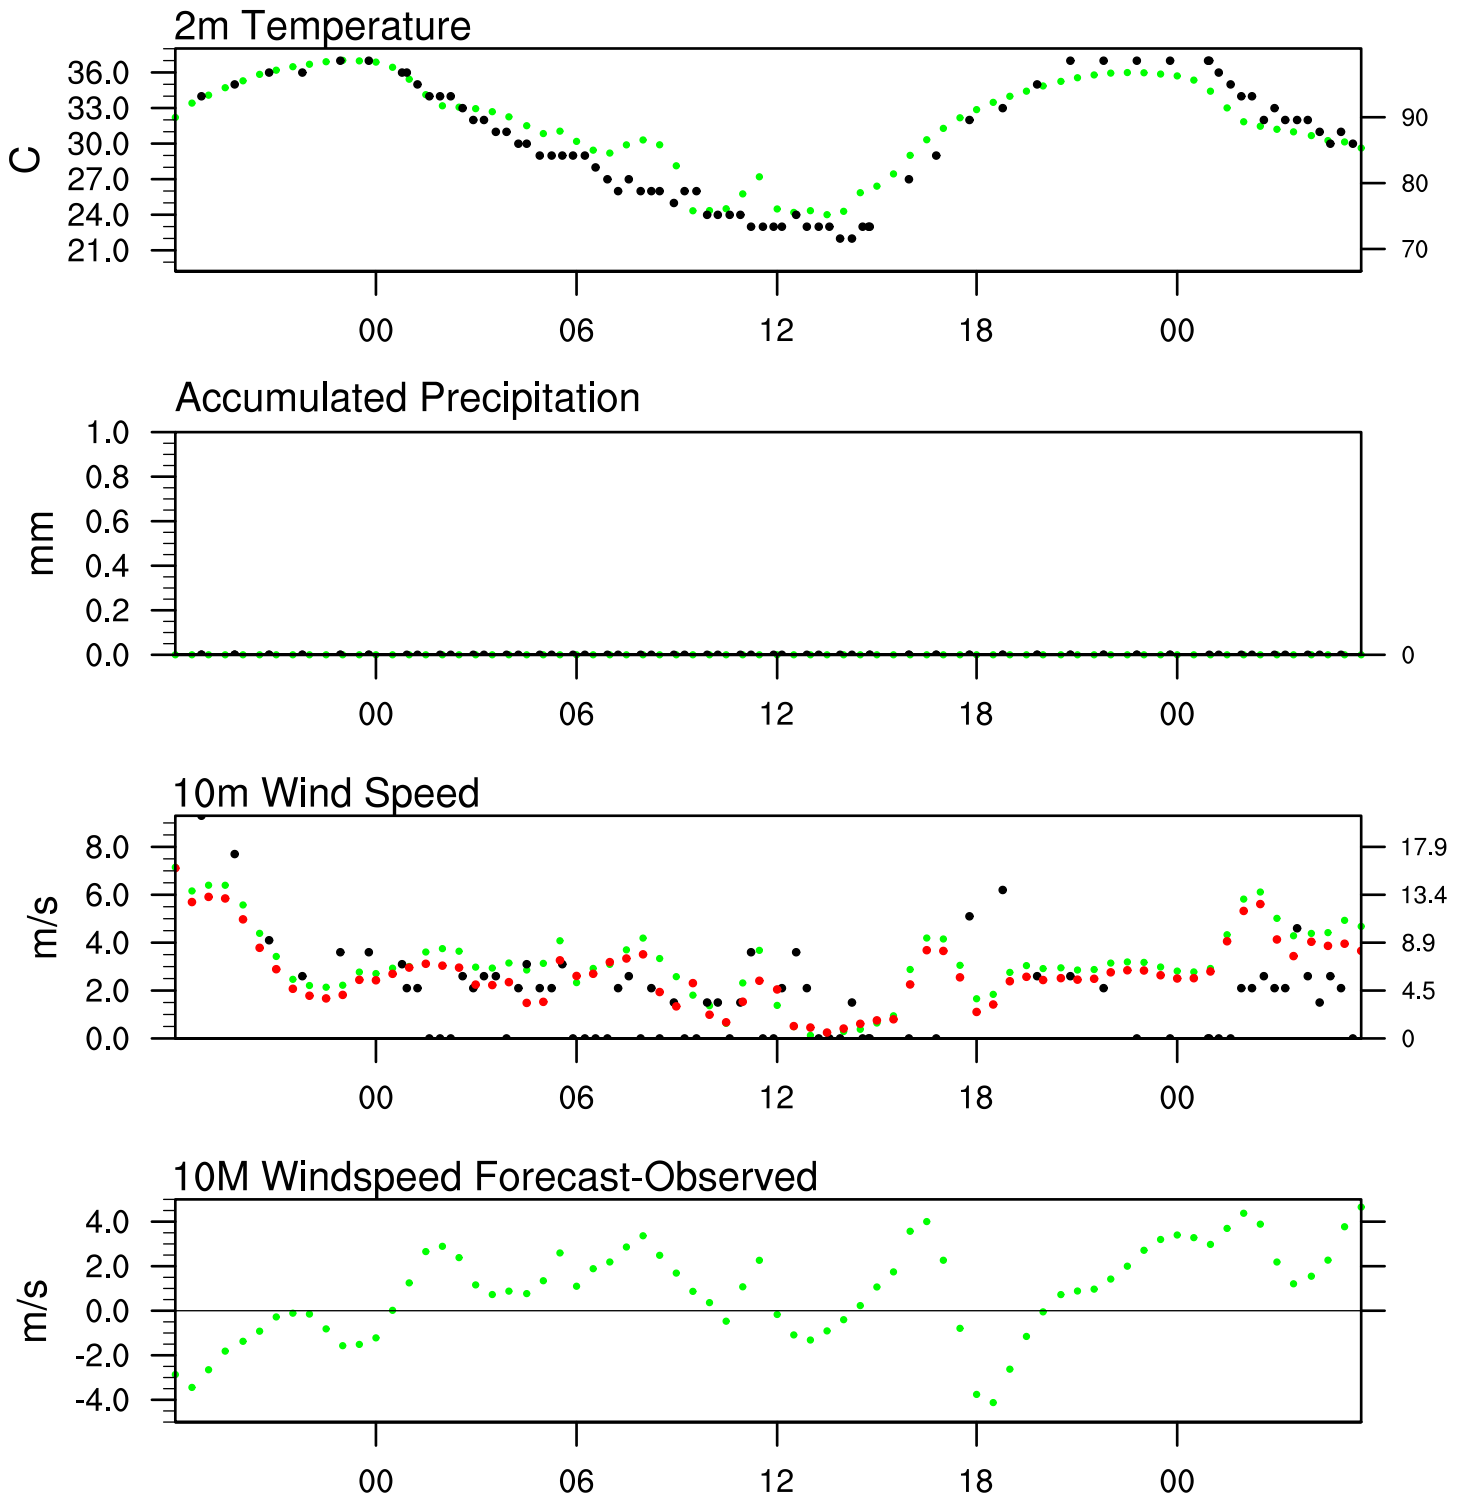 2m Temperature
C
36.0
33.0
30.0
27.0
24.0
21.0
90
80
70
00 06 12 18 00
Accumulated Precipitation
mm
1.0
0.8
0.6
0.4
0.2
0.0
0
00 06 12 18 00
10m Wind Speed
m/s
8.0
6.0
4.0
2.0
0.0
17.9
13.4
8.9
4.5
0
00 06 12 18 00
10M Windspeed Forecast-Observed
m/s
4.0
2.0
0.0
-2.0
-4.0
00 06 12 18 00